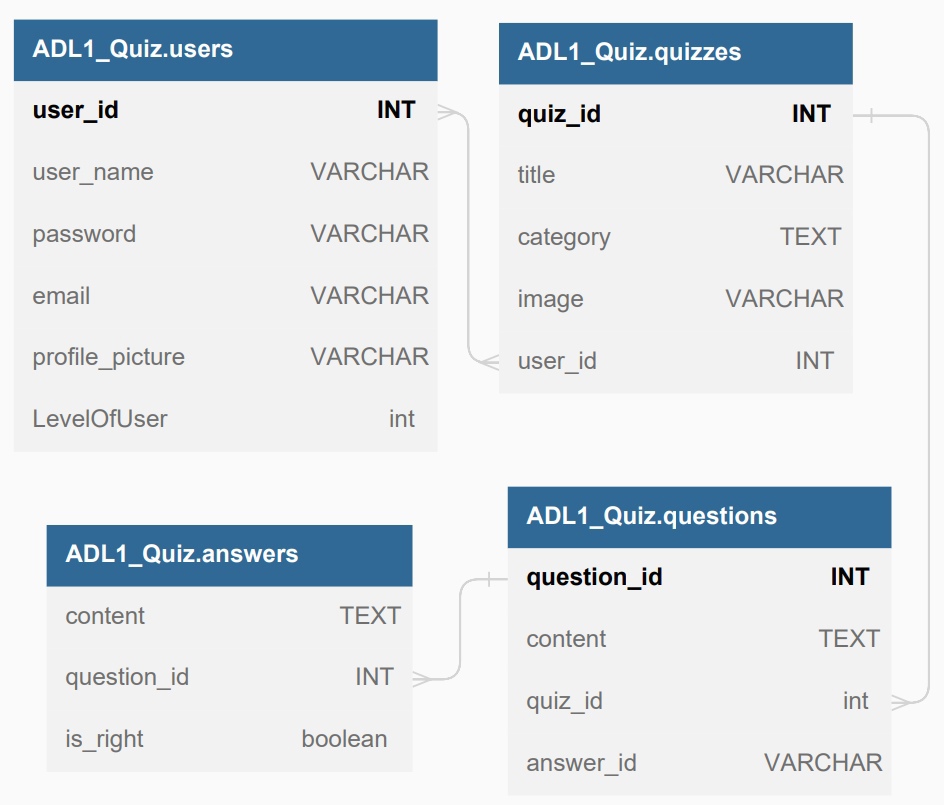 ADL1_Quiz.users
user_id INT
user_name VARCHAR
password VARCHAR
email VARCHAR
profile_picture VARCHAR
LevelOfUser int
ADL1_Quiz.quizzes
quiz_id INT
title VARCHAR
category TEXT
image VARCHAR
user_id INT
ADL1_Quiz.answers
content TEXT
question_id INT
is_right boolean
ADL1_Quiz.questions
question_id INT
content TEXT
quiz_id int
answer_id VARCHAR